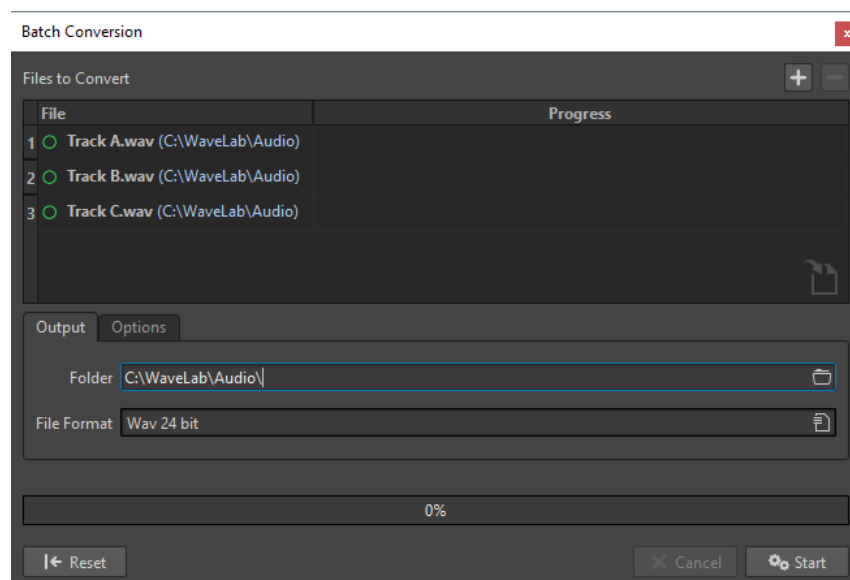 Batch Conversion
x
Files to Convert
File Progress
1 Track A.wav (C:\WaveLab\Audio)
2 Track B.wav (C:\WaveLab\Audio)
3 Track C.wav (C:\WaveLab\Audio)
Output Options
Folder C:\WaveLab\Audio\
File Format Wav 24 bit
0%
Reset Cancel Start